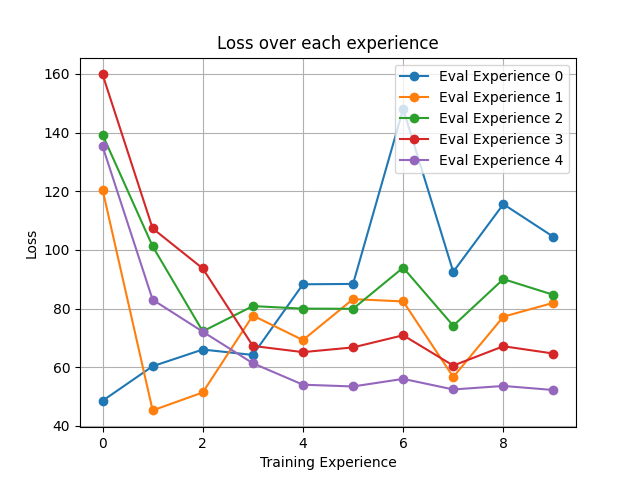 Loss over each experience
160
140
120
100
80
60
40
Loss
Eval Experience 0
Eval Experience 1
Eval Experience 2
Eval Experience 3
Eval Experience 4
0
2
4
6
8
Training Experience